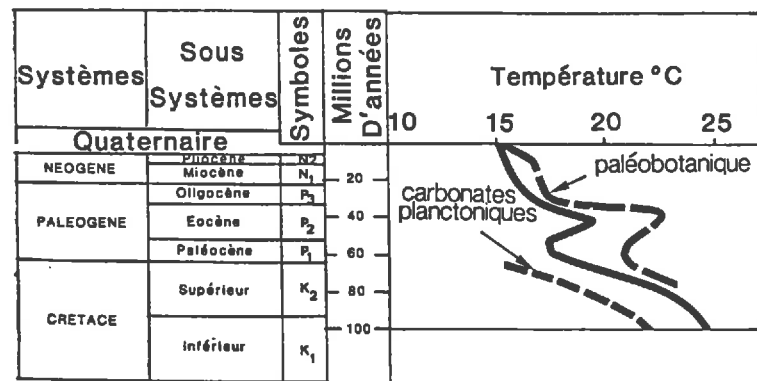 Systèmes
Sous
Systèmes
Symboles
Millions
D'années
Température °C
10 15 20 25
Quaternaire
NEOGENE
Pliocène N2
Miocène N1
PALEOGENE
Oligocène P3
Eocène P2
Paléocène P1
CRETACE
Supérieur K2
Inférieur K1
20
40
60
80
100
paléobotanique
carbonates
planctoniques